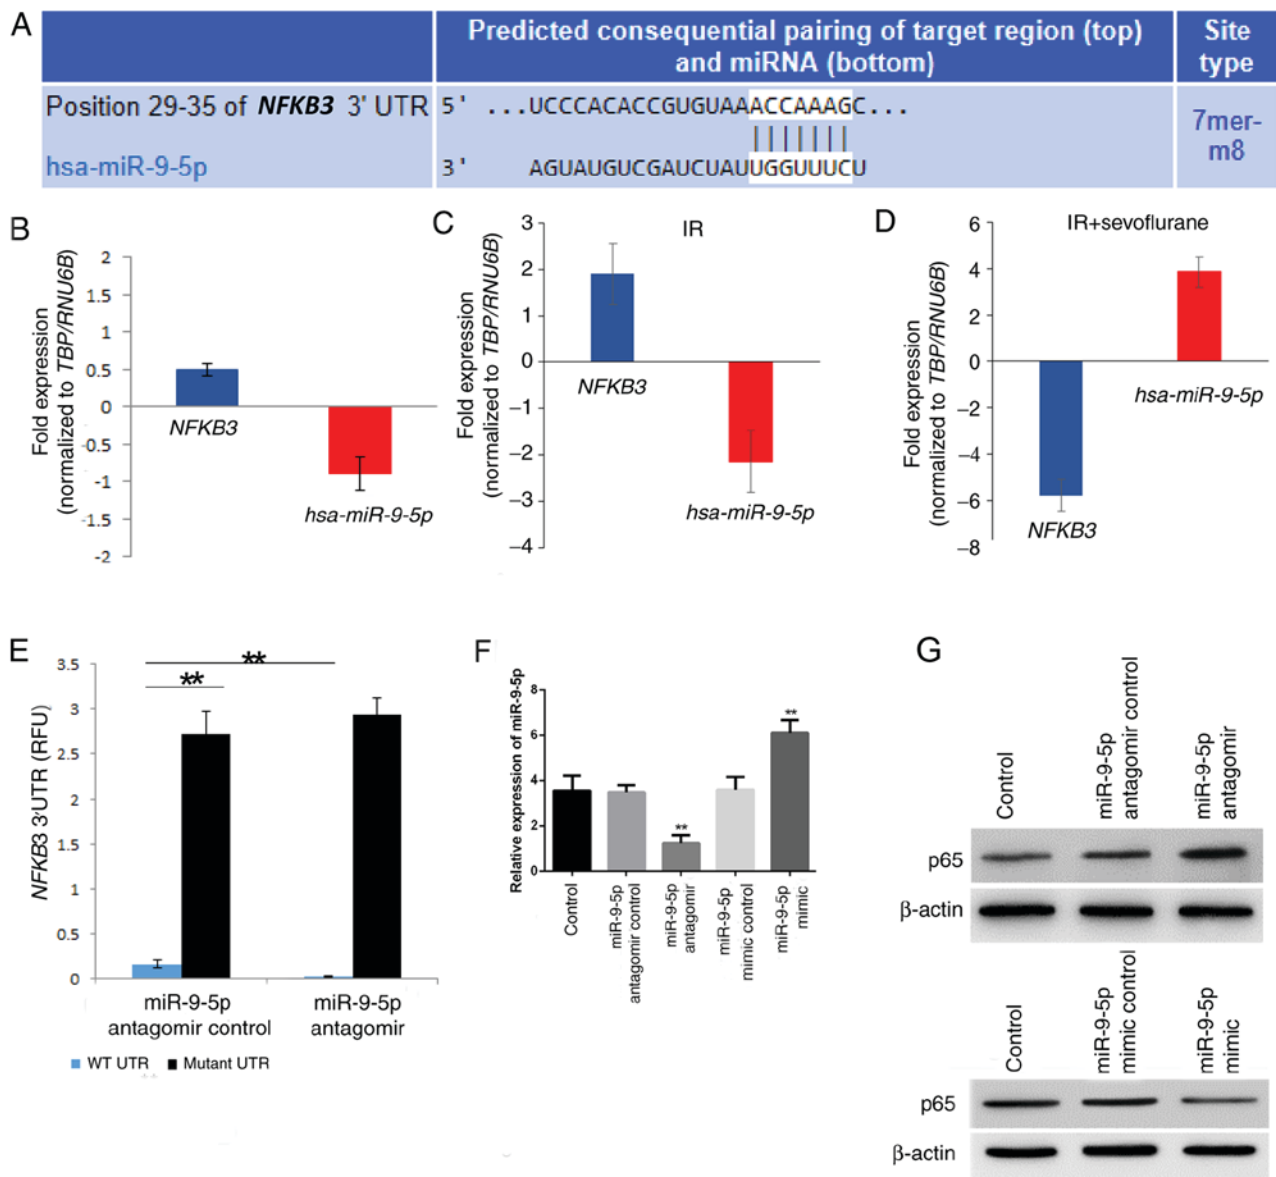 A
Predicted consequential pairing of target region (top)
and miRNA (bottom)
Site
type
Position 29-35 of NFKB3 3' UTR
5' ...UCCCACACCGUGUAAACCAAAGC...
hsa-miR-9-5p
3' AGUAUGUCGAUCUAUUGGUUUCU
7mer-
m8
B
Fold expression
(normalized to TBP/RNU6B)
2
1.5
1
0.5
0
-0.5
-1
-1.5
-2
NFKB3
hsa-miR-9-5p
C
IR
Fold expression
(normalized to TBP/RNU6B)
3
2
1
0
–1
–2
–3
–4
NFKB3
hsa-miR-9-5p
D
IR+sevoflurane
Fold expression
(normalized to TBP/RNU6B)
6
4
2
0
–2
–4
–6
–8
NFKB3
hsa-miR-9-5p
E
NFKB3 3'UTR (RFU)
3.5
3
2.5
2
1.5
1
0.5
0
**
**
miR-9-5p
antagomir control
miR-9-5p
antagomir
WT UTR
Mutant UTR
F
Relative expression of miR-9-5p
8
6
4
2
0
**
**
Control
miR-9-5p
antagomir control
miR-9-5p
antagomir
miR-9-5p
mimic control
miR-9-5p
mimic
G
Control
miR-9-5p
antagomir control
miR-9-5p
antagomir
p65
β-actin
Control
miR-9-5p
mimic control
miR-9-5p
mimic
p65
β-actin